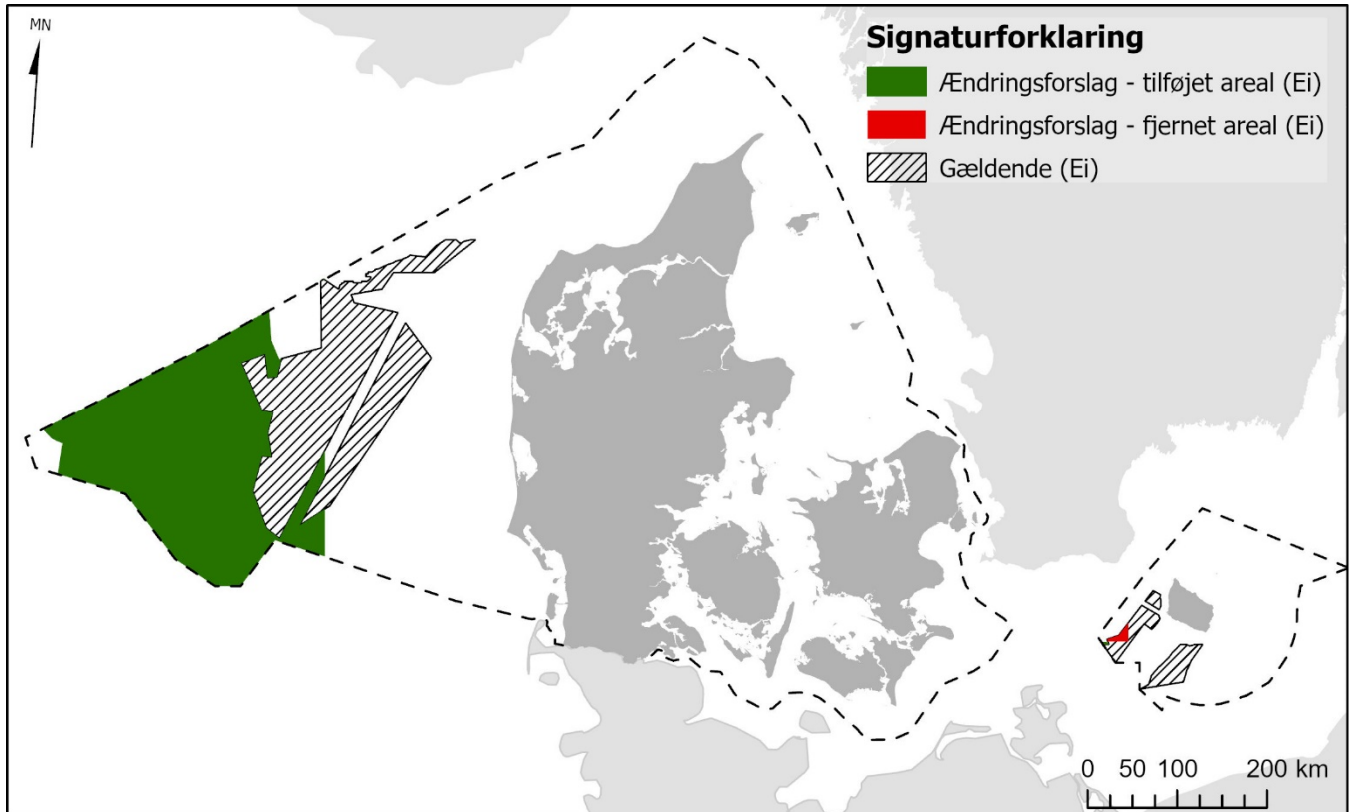 MN
Signaturforklaring
Ændringsforslag - tilføjet areal (Ei)
Ændringsforslag - fjernet areal (Ei)
Gældende (Ei)
0 50 100 200 km